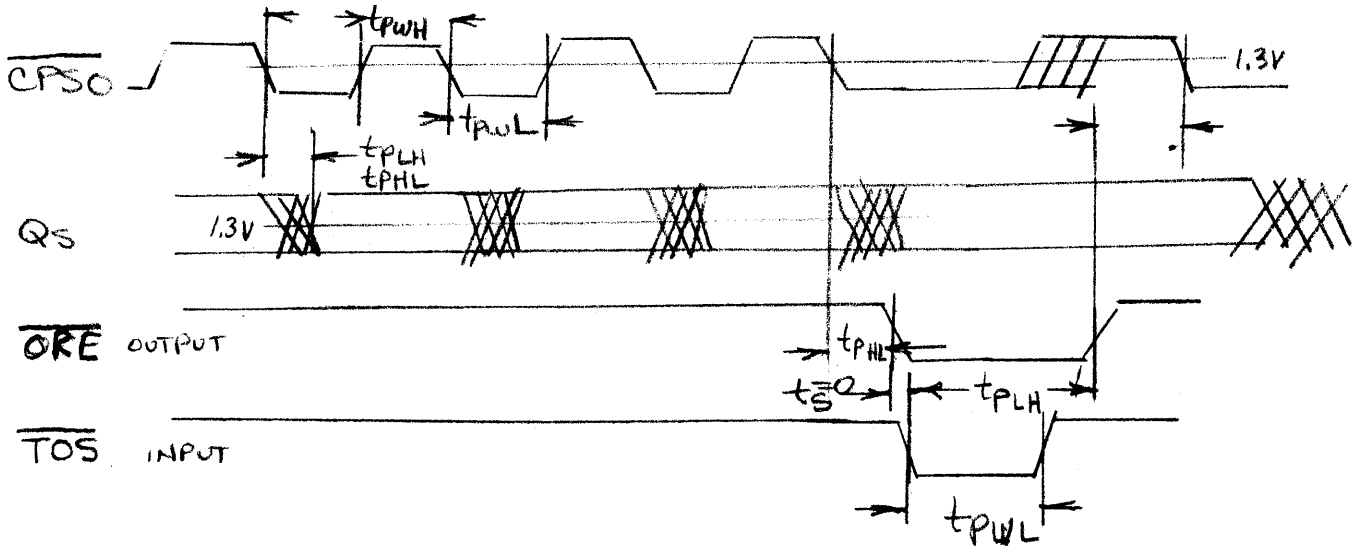 tPWH
CPSO
1.3V
tPWL
tPLH
tPHL
QS
1.3V
ORE OUTPUT
tPHL
tS=0
tPLH
TOS INPUT
tPWL